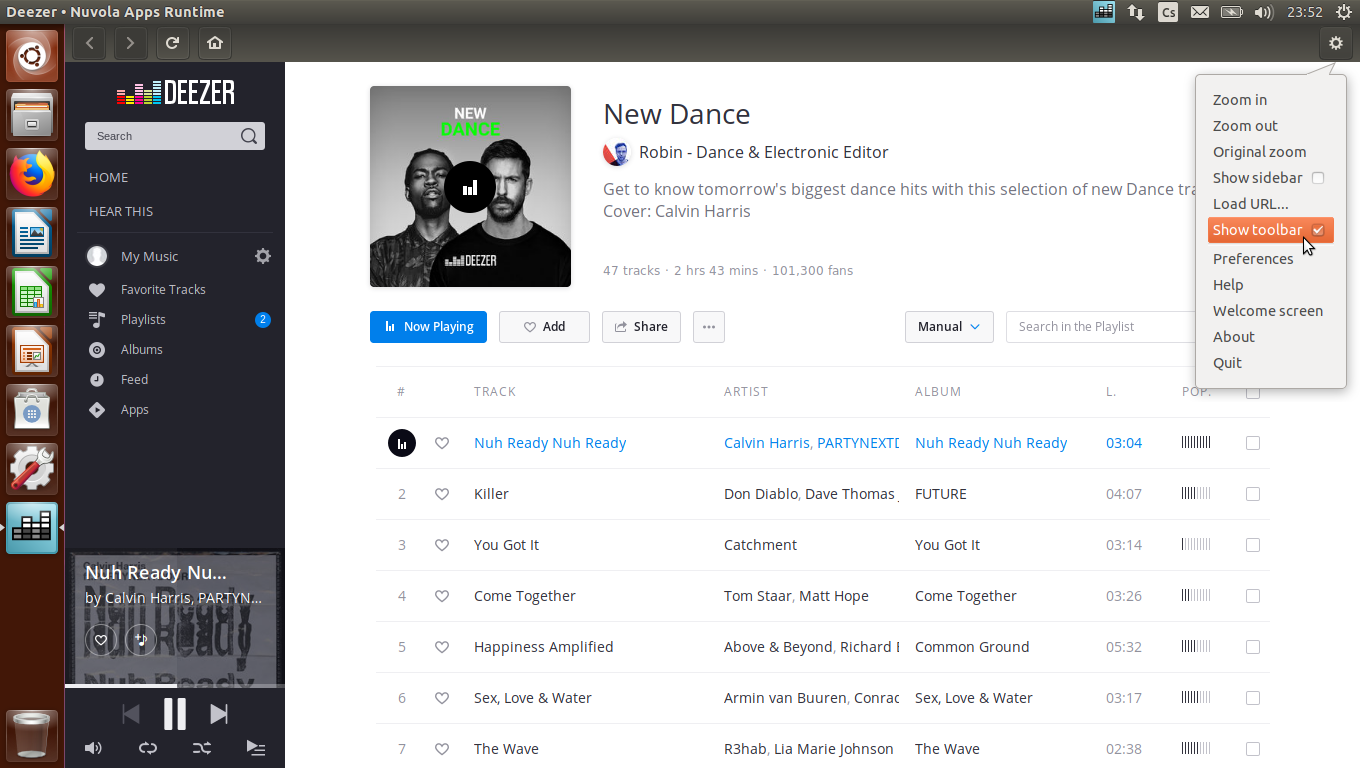 Deezer • Nuvola Apps Runtime
Cs
23:52
DEEZER
Search
HOME
HEAR THIS
My Music
Favorite Tracks
Playlists 2
Albums
Feed
Apps
Nuh Ready Nu...
by Calvin Harris, PARTYN...
NEW
DANCE
DEEZER
New Dance
Robin - Dance & Electronic Editor
Get to know tomorrow's biggest dance hits with this selection of new Dance
Cover: Calvin Harris
47 tracks · 2 hrs 43 mins · 101,300 fans
Now Playing
Add
Share
Manual
Search in the Playlist
# TRACK ARTIST ALBUM L. POP.
Nuh Ready Nuh Ready Calvin Harris, PARTYNEXTD Nuh Ready Nuh Ready 03:04
2 Killer Don Diablo, Dave Thomas FUTURE 04:07
3 You Got It Catchment You Got It 03:14
4 Come Together Tom Staar, Matt Hope Come Together 03:26
5 Happiness Amplified Above & Beyond, Richard Common Ground 05:32
6 Sex, Love & Water Armin van Buuren, Conrad Sex, Love & Water 03:17
7 The Wave R3hab, Lia Marie Johnson The Wave 02:38
Zoom in
Zoom out
Original zoom
Show sidebar
Load URL...
Show toolbar
Preferences
Help
Welcome screen
About
Quit